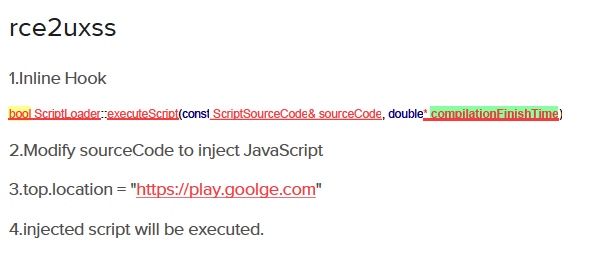 rce2uxss
1.Inline Hook
bool ScriptLoader::executeScript(const ScriptSourceCode& sourceCode, double* compilationFinishTime)
2.Modify sourceCode to inject JavaScript
3.top.location = "https://play.goolge.com"
4.injected script will be executed.